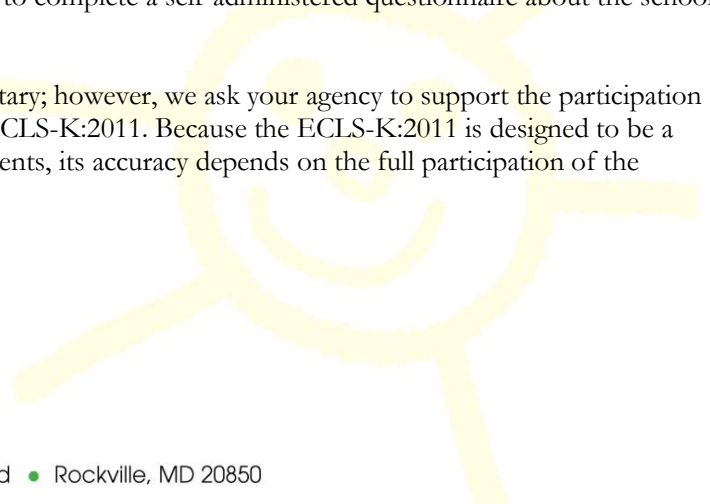 to complete a self-administered questionnaire about the school
tary; however, we ask your agency to support the participation
CLS-K:2011. Because the ECLS-K:2011 is designed to be a
ents, its accuracy depends on the full participation of the
d • Rockville, MD 20850